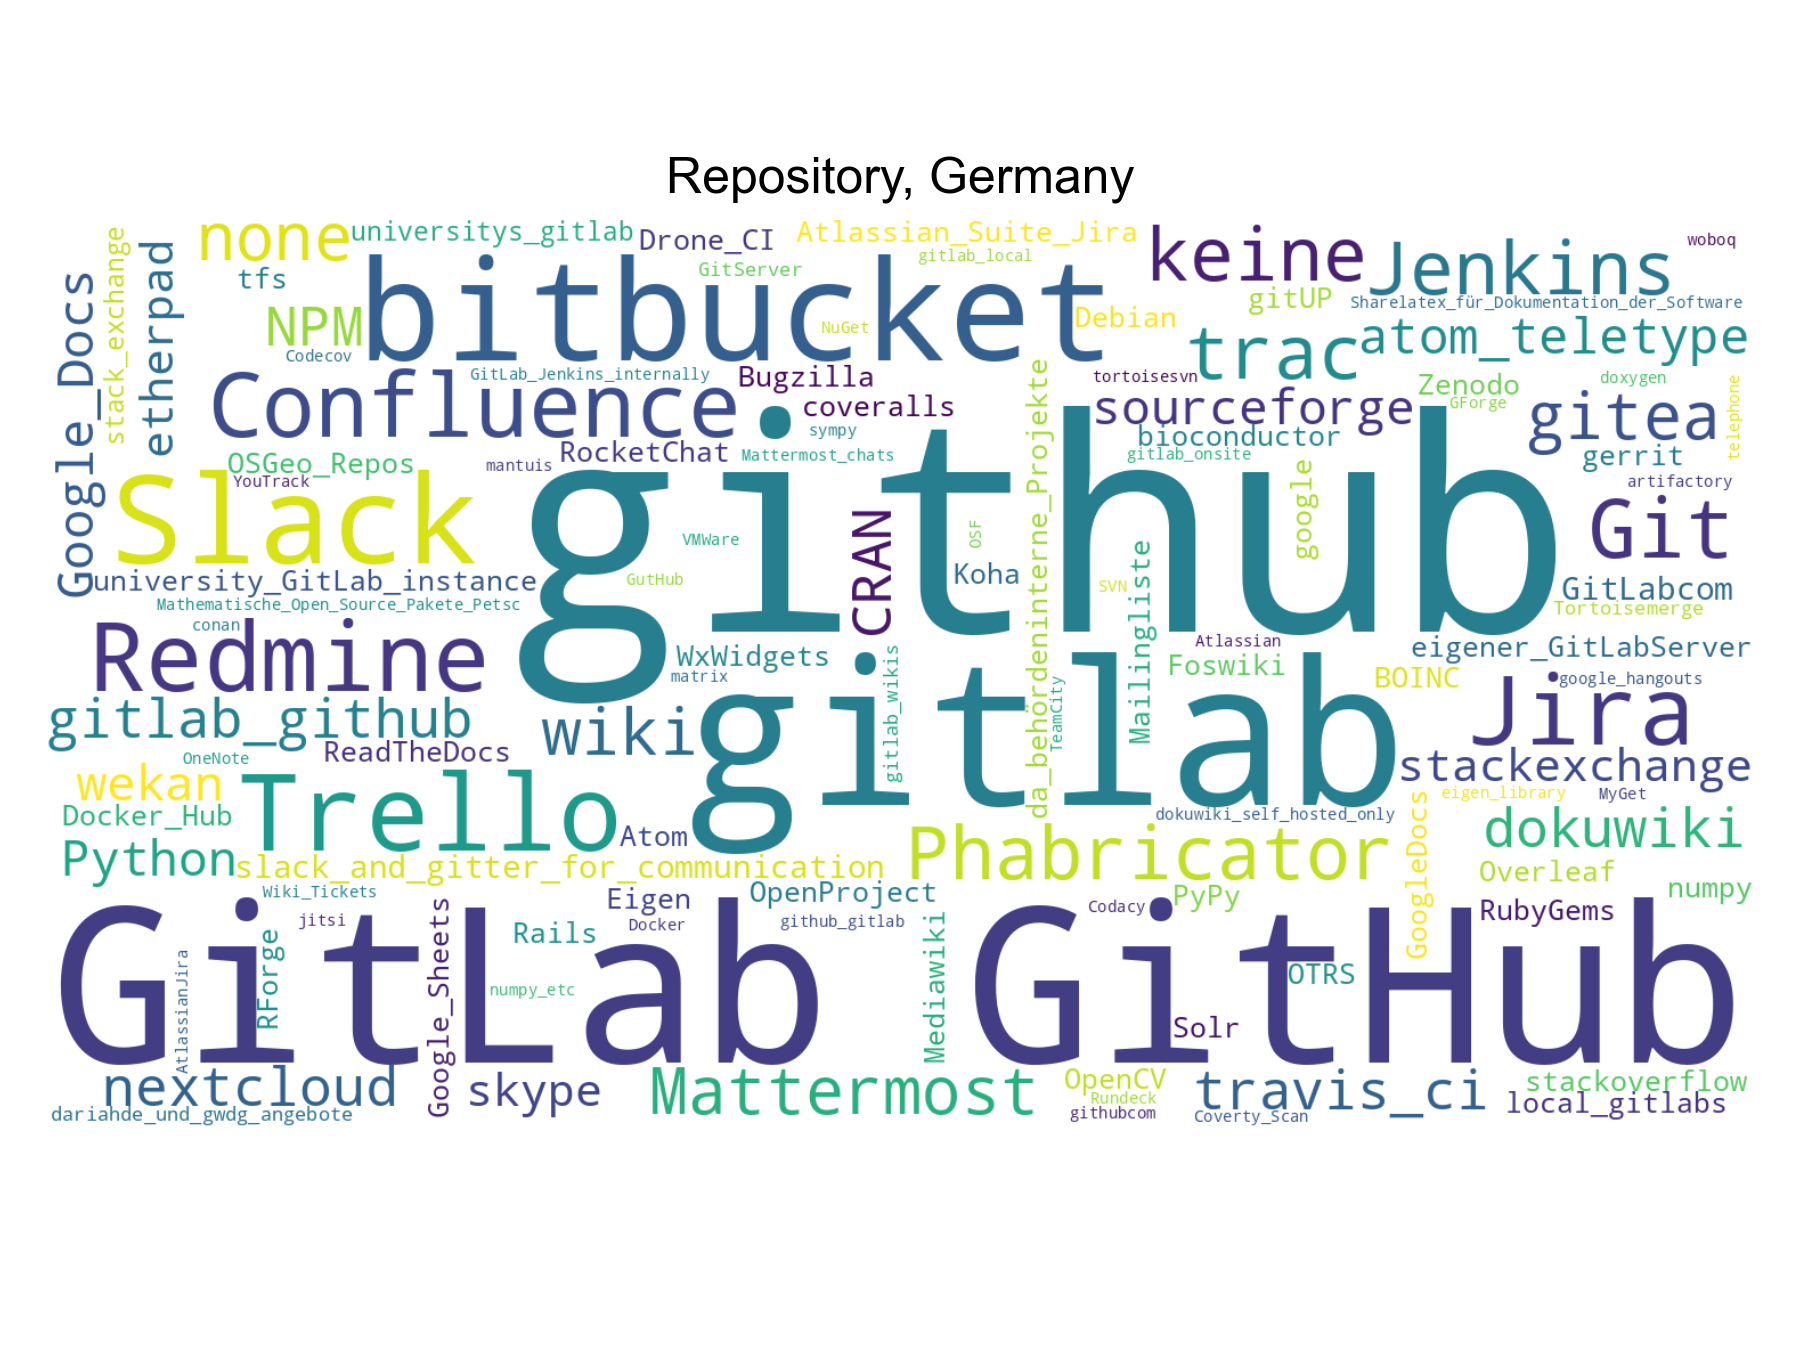 Repository, Germany
none
universitys_gitlab
Drone_CI
Atlassian_Suite_Jira
keine
Jenkins
woboq
Google_Docs
stack_exchange
etherpad
tfs
GitServer
gitlab_local
gitUP
Sharelatex_für_Dokumentation_der_Software
NPM
bitbucket
NuGet
Debian
trac
atom_teletype
Codecov
Confluence
GitLab_Jenkins_internally
Bugzilla
coveralls
tortoisesvn
sourceforge
Zenodo
GForge
doxygen
gitea
telephone
sympy
RocketChat
Mattermost_chats
bioconductor
gitlab_onsite
gerrit
OSGeo_Repos
YouTrack
mantuis
artifactory
Slack
github
google
Git
VMWare
CRAN
OSF
da_behördeninterne_Projekte
Mailingliste
university_GitLab_instance
GutHub
Koha
SVN
GitLabcom
Tortoisemerge
Mathematische_Open_Source_Pakete_Petsc
conan
Redmine
WxWidgets
matrix
gitlab_wikis
Atlassian
Foswiki
eigener_GitLabServer
BOINC
google_hangouts
gitlab_github
wiki
gitlab
TeamCity
Jira
ReadTheDocs
OneNote
stackexchange
wekan
Trello
eigen_library
MyGet
Docker_Hub
Atom
dokuwiki_self_hosted_only
GoogleDocs
dokuwiki
Python
slack_and_gitter_for_communication
Phabricator
Overleaf
numpy
Wiki_Tickets
Eigen
OpenProject
PyPy
Codacy
RubyGems
GitLab
jitsi
RForge
AtlassianJira
Google_Sheets
Rails
Docker
github_gitlab
Mediawiki
GitHub
OTRS
numpy_etc
Solr
nextcloud
skype
Mattermost
OpenCV
Rundeck
githubcom
travis_ci
stackoverflow
local_gitlabs
dariahde_und_gwdg_angebote
Coverty_Scan